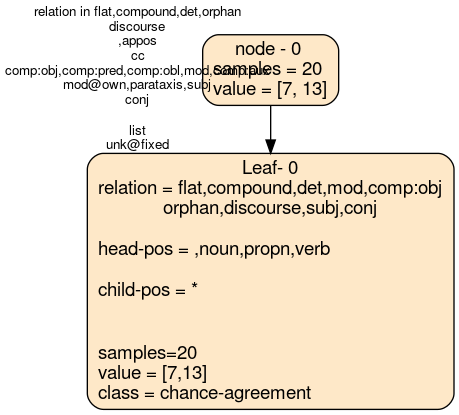 relation in flat,compound,det,orphan
discourse
,appos
cc
comp:obj,comp:pred,comp:obl,mod,comp:aux
mod@own,parataxis,subj
conj
list
unk@fixed
node - 0
samples = 20
value = [7, 13]
Leaf- 0
relation = flat,compound,det,mod,comp:obj
orphan,discourse,subj,conj
head-pos = ,noun,propn,verb
child-pos = *
samples=20
value = [7,13]
class = chance-agreement